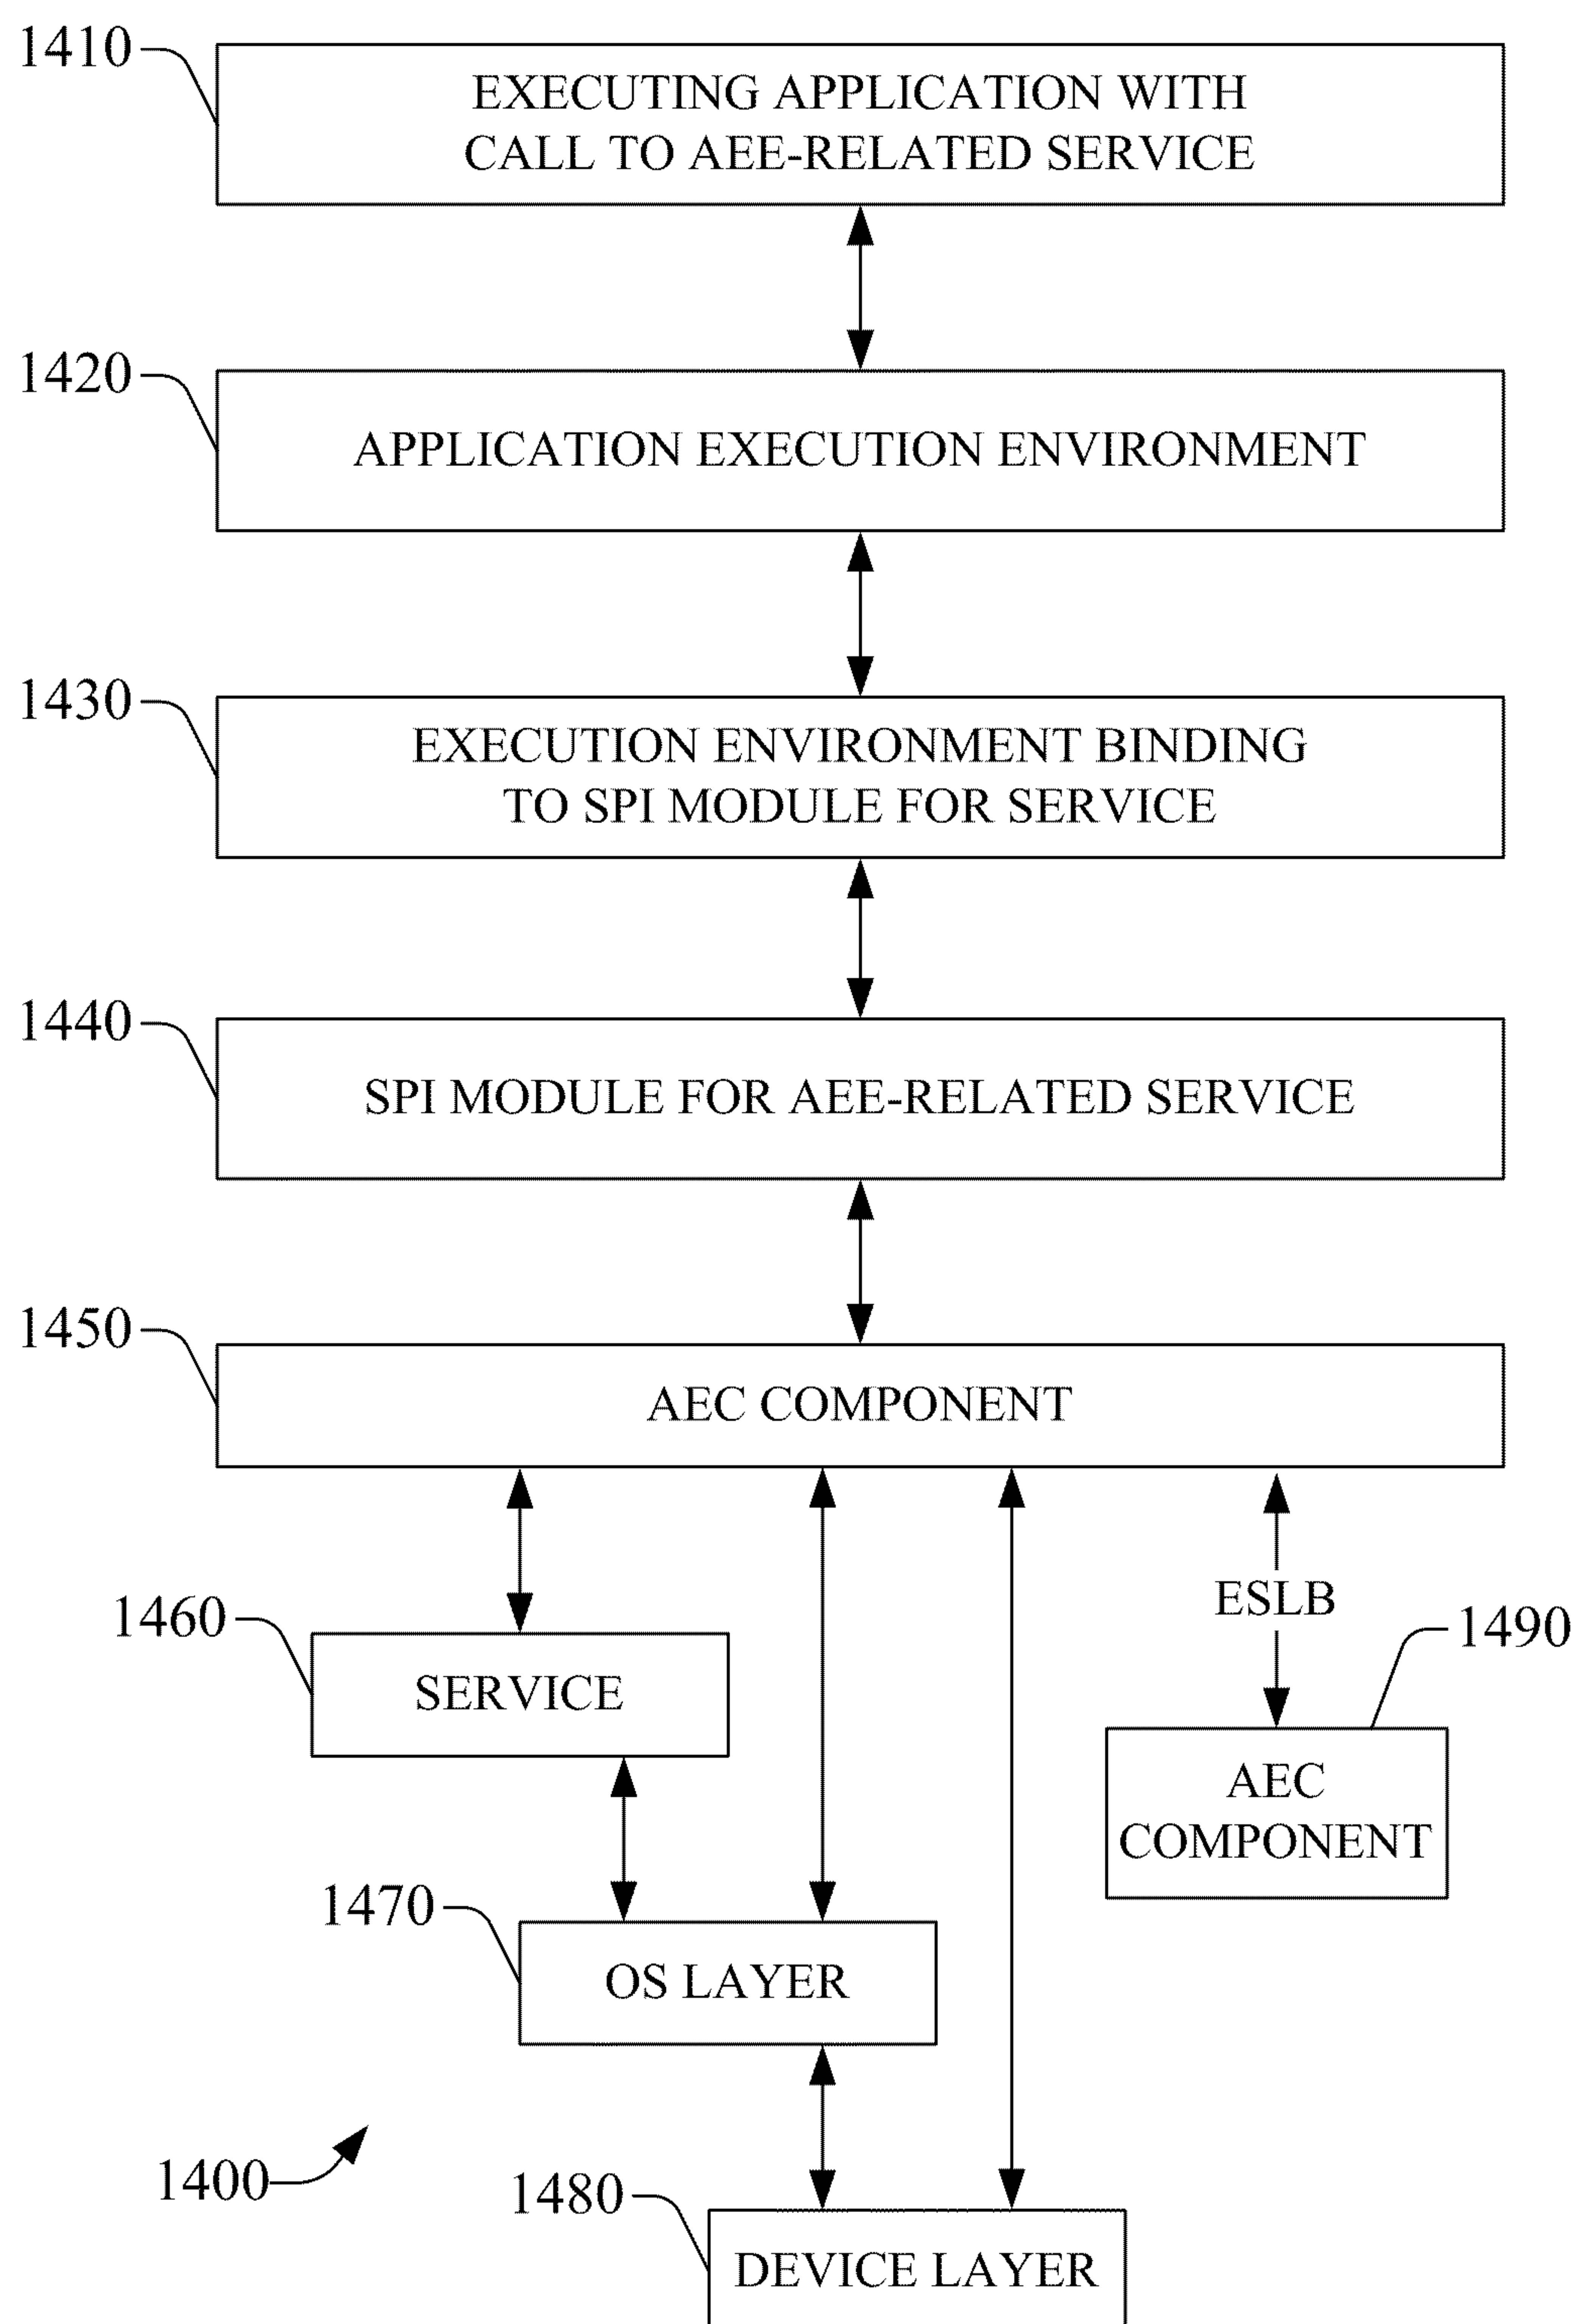 1410
EXECUTING APPLICATION WITH
CALL TO AEE-RELATED SERVICE
1420
APPLICATION EXECUTION ENVIRONMENT
1430
EXECUTION ENVIRONMENT BINDING
TO SPI MODULE FOR SERVICE
1440
SPI MODULE FOR AEE-RELATED SERVICE
1450
AEC COMPONENT
ESLB
1460
1490
SERVICE
AEC
COMPONENT
1470
OS LAYER
1400
1480
DEVICE LAYER